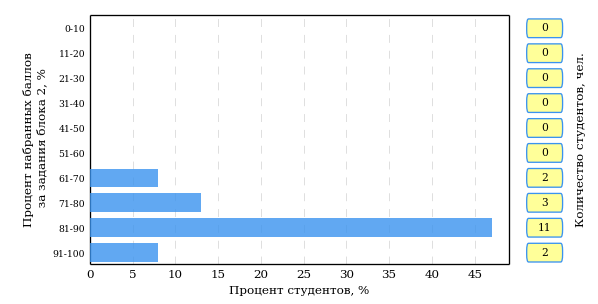 Процент набранных баллов
за задания блока 2, %
0-10 0
11-20 0
21-30 0
31-40 0
41-50 0
51-60 0
61-70 2
71-80 3
81-90 11
91-100 2
0 5 10 15 20 25 30 35 40 45
Процент студентов, %
Количество студентов, чел.